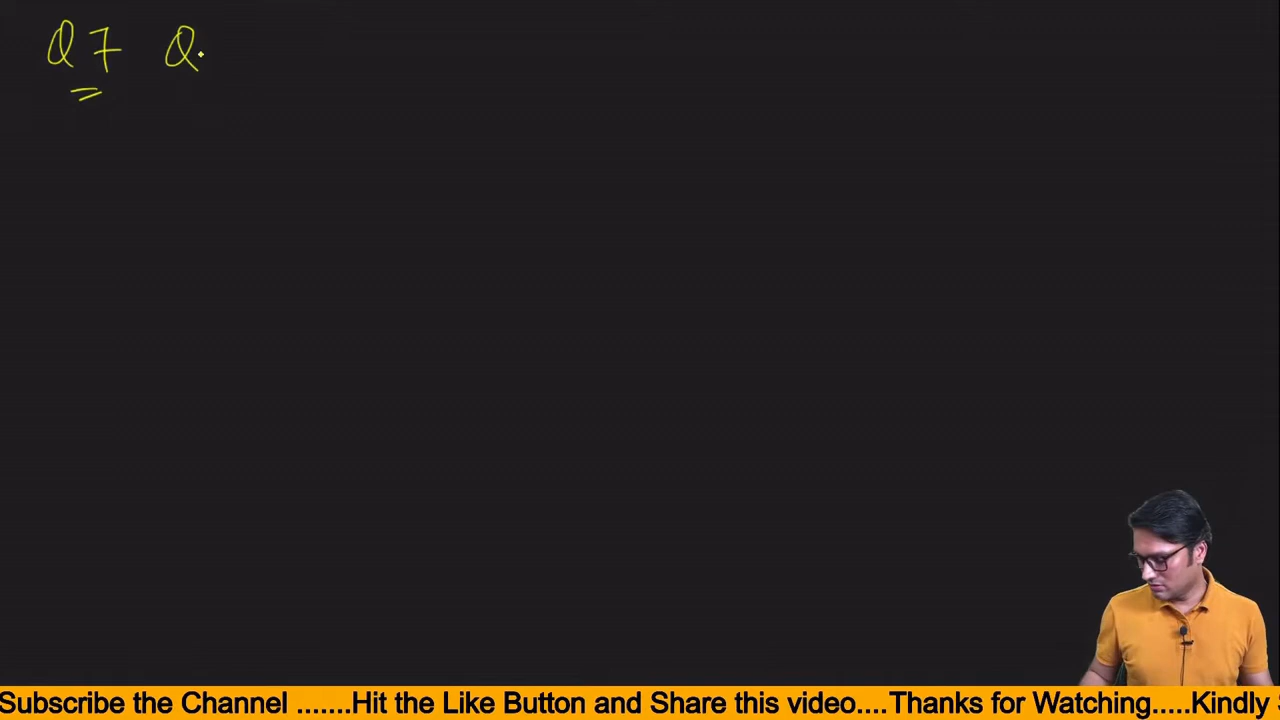 Q7 Q
Subscribe the Channel .......Hit the Like Button and Share this video....Thanks for Watching.....Kindly